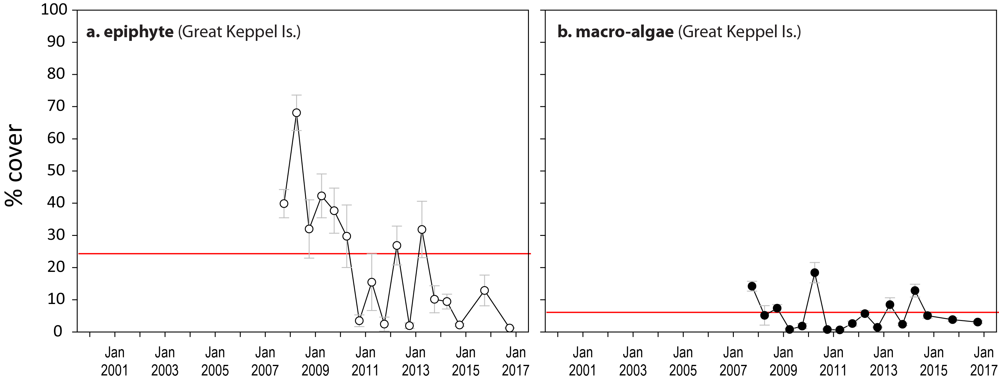 % cover
100
90
80
70
60
50
40
30
20
10
0
a. epiphyte (Great Keppel Is.)
Jan 2001
Jan 2003
Jan 2005
Jan 2007
Jan 2009
Jan 2011
Jan 2013
Jan 2015
Jan 2017
b. macro-algae (Great Keppel Is.)
Jan 2001
Jan 2003
Jan 2005
Jan 2007
Jan 2009
Jan 2011
Jan 2013
Jan 2015
Jan 2017